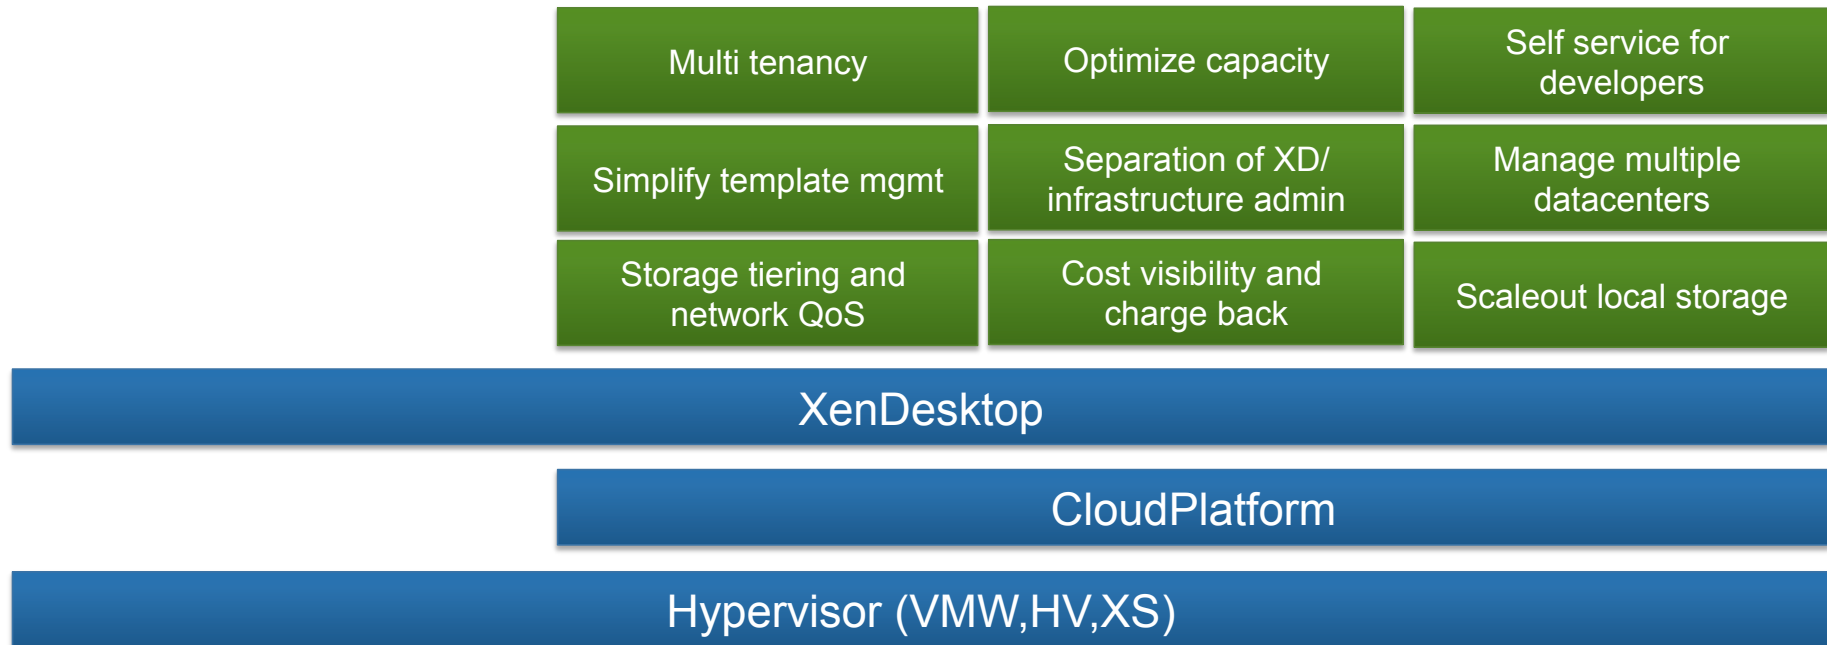 Multi tenancy
Optimize capacity
Self service for
developers
Simplify template mgmt
Separation of XD/
infrastructure admin
Manage multiple
datacenters
Storage tiering and
network QoS
Cost visibility and
charge back
Scaleout local storage
XenDesktop
CloudPlatform
Hypervisor (VMW,HV,XS)